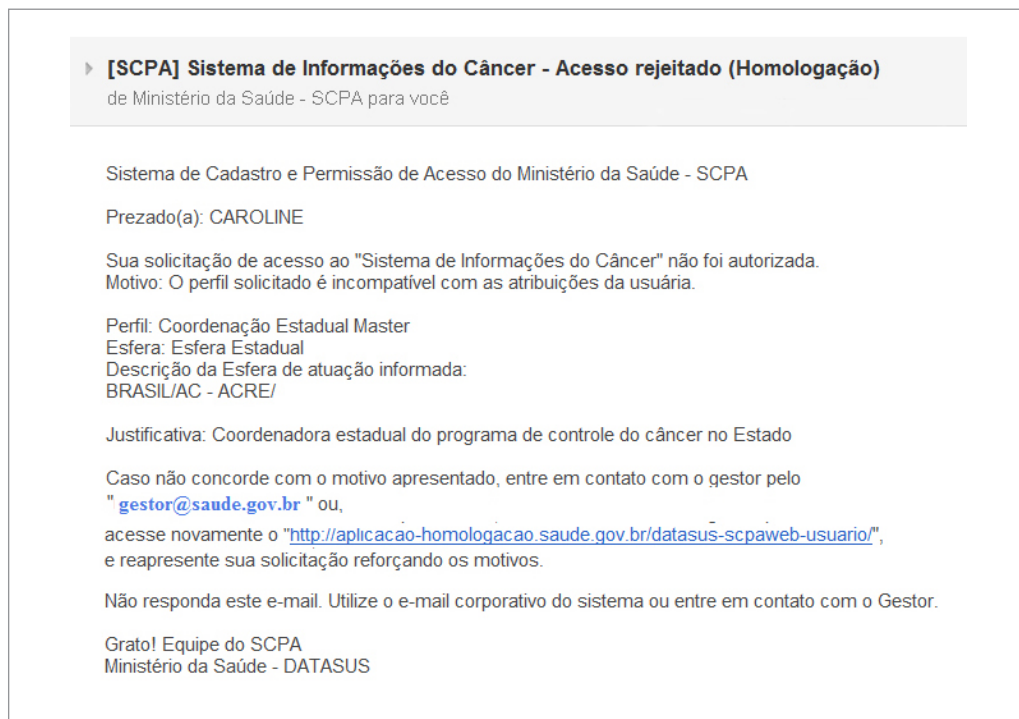 [SCPA] Sistema de Informações do Câncer - Acesso rejeitado (Homologação)
de Ministério da Saúde - SCPA para você
Sistema de Cadastro e Permissão de Acesso do Ministério da Saúde - SCPA
Prezado(a): CAROLINE
Sua solicitação de acesso ao "Sistema de Informações do Câncer" não foi autorizada.
Motivo: O perfil solicitado é incompatível com as atribuições da usuária.
Perfil: Coordenação Estadual Master
Esfera: Esfera Estadual
Descrição da Esfera de atuação informada:
BRASIL/AC - ACRE/
Justificativa: Coordenadora estadual do programa de controle do câncer no Estado
Caso não concorde com o motivo apresentado, entre em contato com o gestor pelo
" gestor@saude.gov.br " ou,
acesse novamente o "http://aplicacao-homologacao.saude.gov.br/datasus-scpaweb-usuario/",
e reapresente sua solicitação reforçando os motivos.
Não responda este e-mail. Utilize o e-mail corporativo do sistema ou entre em contato com o Gestor.
Grato! Equipe do SCPA
Ministério da Saúde - DATASUS